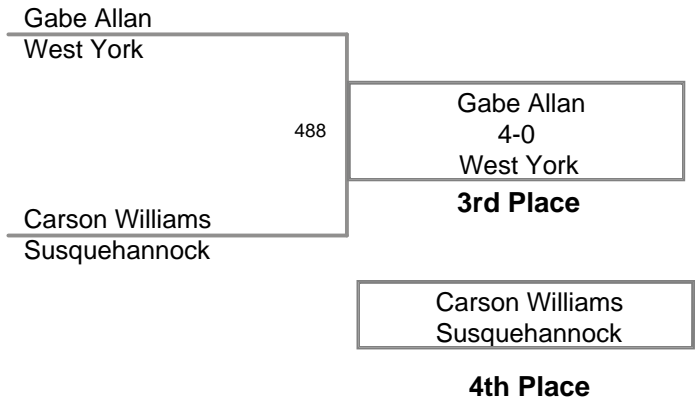 Gabe Allan
West York
488
Gabe Allan
4-0
West York
3rd Place
Carson Williams
Susquehannock
Carson Williams
Susquehannock
4th Place